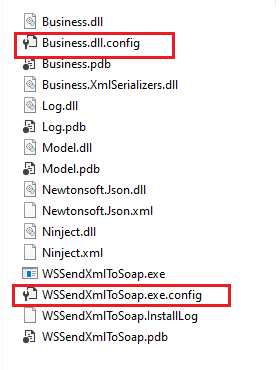 Business.dll
Business.dll.config
Business.pdb
Business.XmlSerializers.dll
Log.dll
Log.pdb
Model.dll
Model.pdb
Newtonsoft.Json.dll
Newtonsoft.Json.xml
Ninject.dll
Ninject.xml
WSSendXmlToSoap.exe
WSSendXmlToSoap.exe.config
WSSendXmlToSoap.InstallLog
WSSendXmlToSoap.pdb